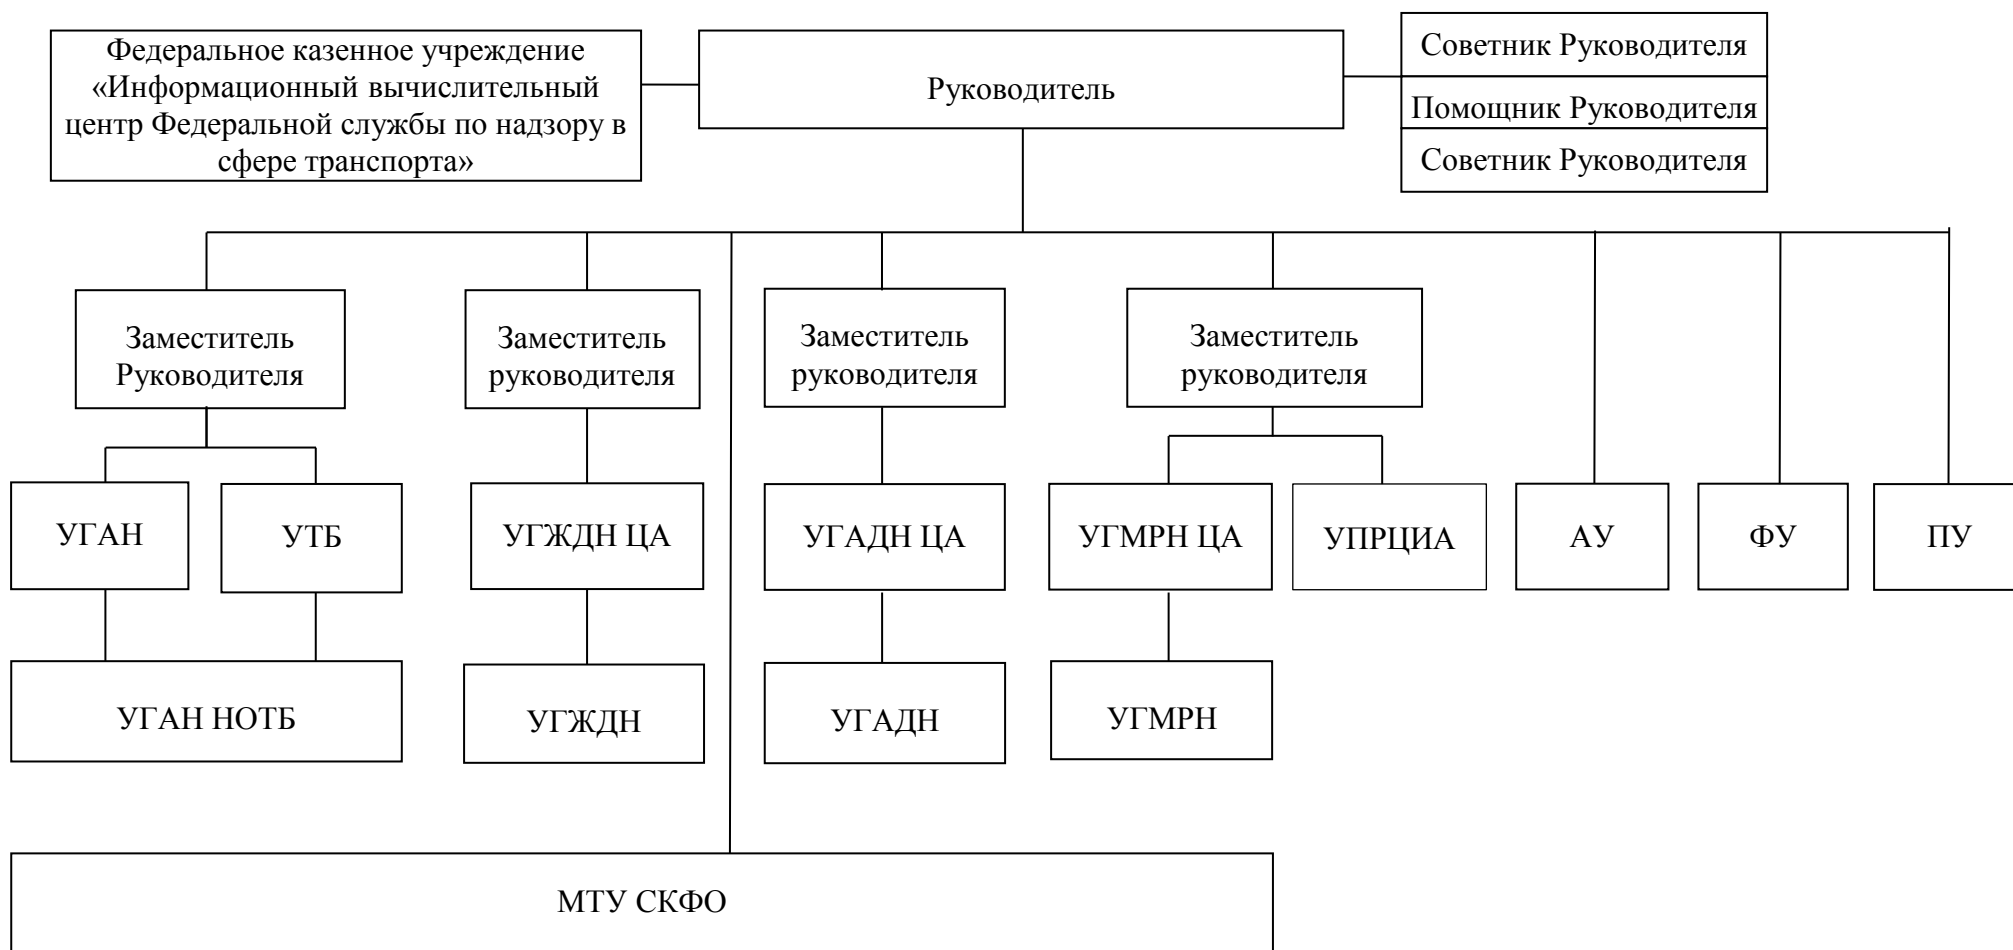 Федеральное казенное учреждение
«Информационный вычислительный
центр Федеральной службы по надзору в
сфере транспорта»
Руководитель
Советник Руководителя
Помощник Руководителя
Советник Руководителя
Заместитель
Руководителя
Заместитель
руководителя
Заместитель
руководителя
Заместитель
руководителя
УГАН
УТБ
УГЖДН ЦА
УГАДН ЦА
УГМРН ЦА
УПРЦИА
АУ
ФУ
ПУ
УГАН НОТБ
УГЖДН
УГАДН
УГМРН
МТУ СКФО